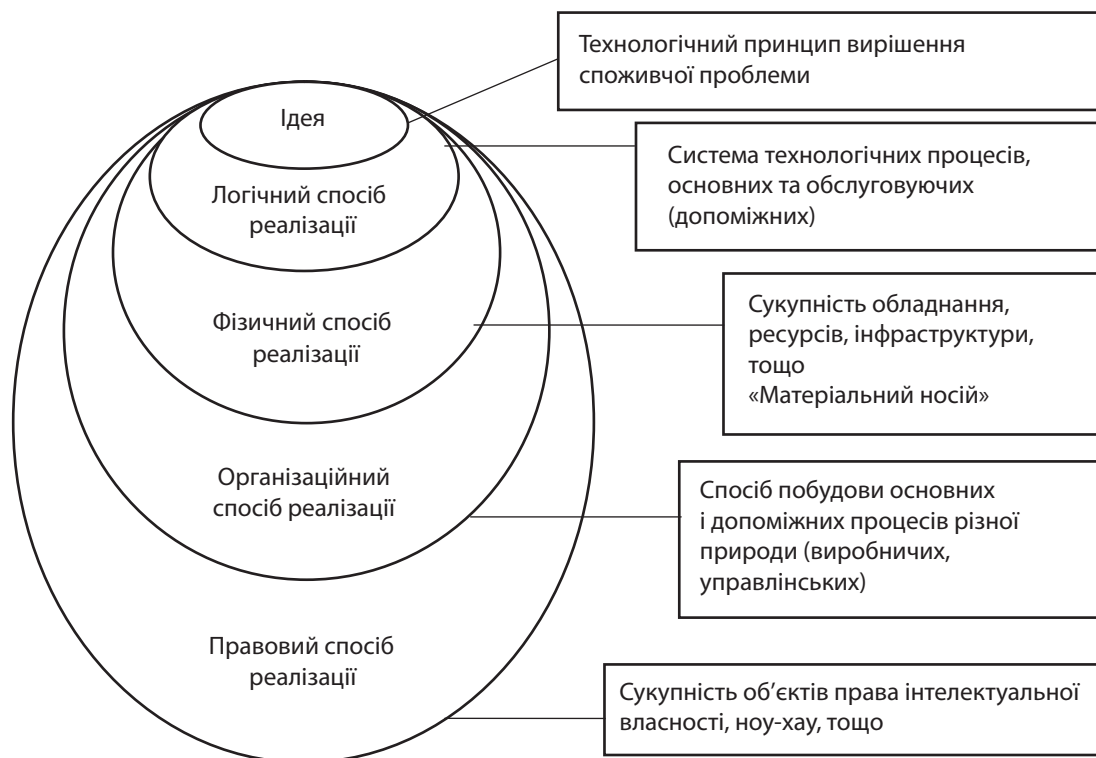 Технологічний принцип вирішення
споживчої проблеми
Ідея
Система технологічних процесів,
основних та обслуговуючих
(допоміжних)
Логічний спосіб
реалізації
Сукупність обладнання,
ресурсів, інфраструктури,
тощо
«Матеріальний носій»
Фізичний спосіб
реалізації
Організаційний
спосіб реалізації
Спосіб побудови основних
і допоміжних процесів різної
природи (виробничих,
управлінських)
Правовий спосіб
реалізації
Сукупність об’єктів права інтелектуальної
власності, ноу-хау, тощо